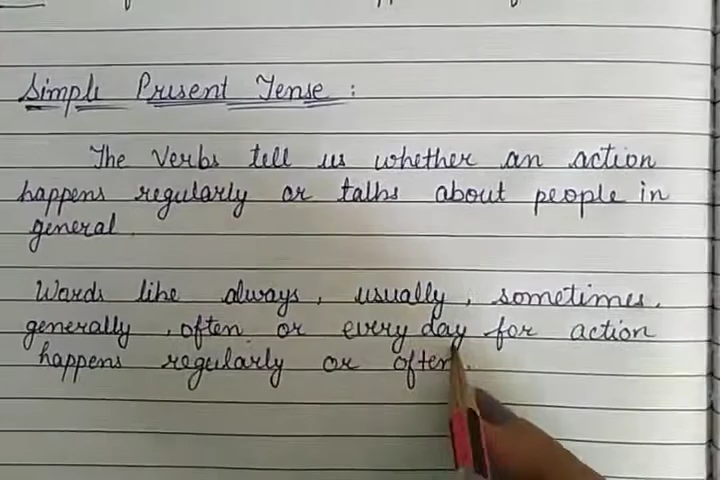 Simple Present Tense :
The Verbs tell us whether an action
happens regularly or talks about people in
general.
Words like always, usually, sometimes,
generally, often or every day for action
happens regularly or often.